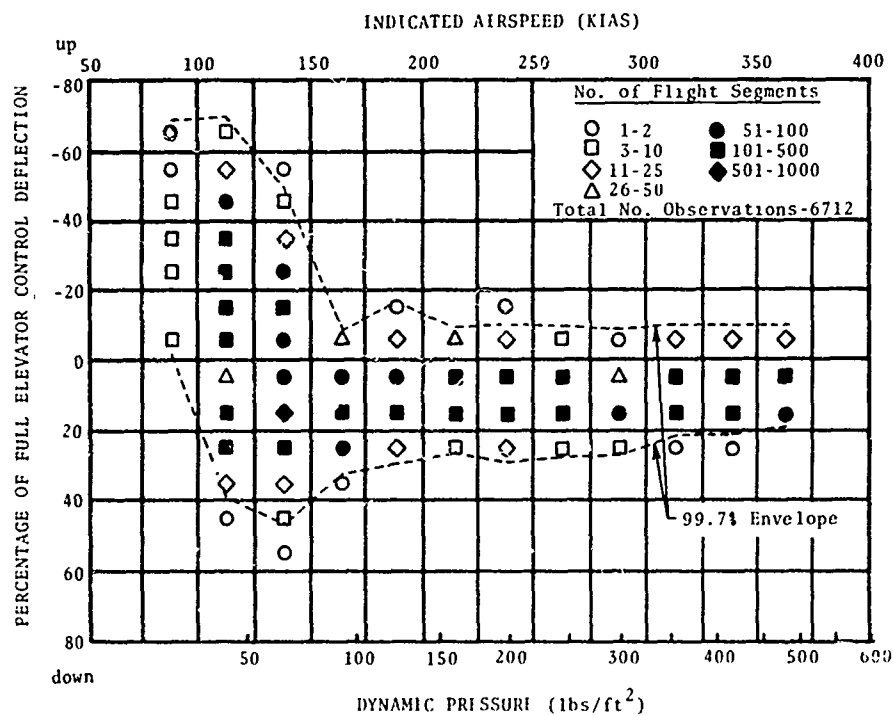 INDICATED AIRSPEED (KIAS)
up
50 100 150 200 250 300 350 400
PERCENTAGE OF FULL ELEVATOR CONTROL DEFLECTION
-80
-60
-40
-20
0
20
40
60
80
down
No. of Flight Segments
1-2 51-100
3-10 101-500
11-25 501-1000
26-50
Total No. Observations-6712
99.7% Envelope
50 100 150 200 300 400 500 600
DYNAMIC PRESSURE (lbs/ft²)